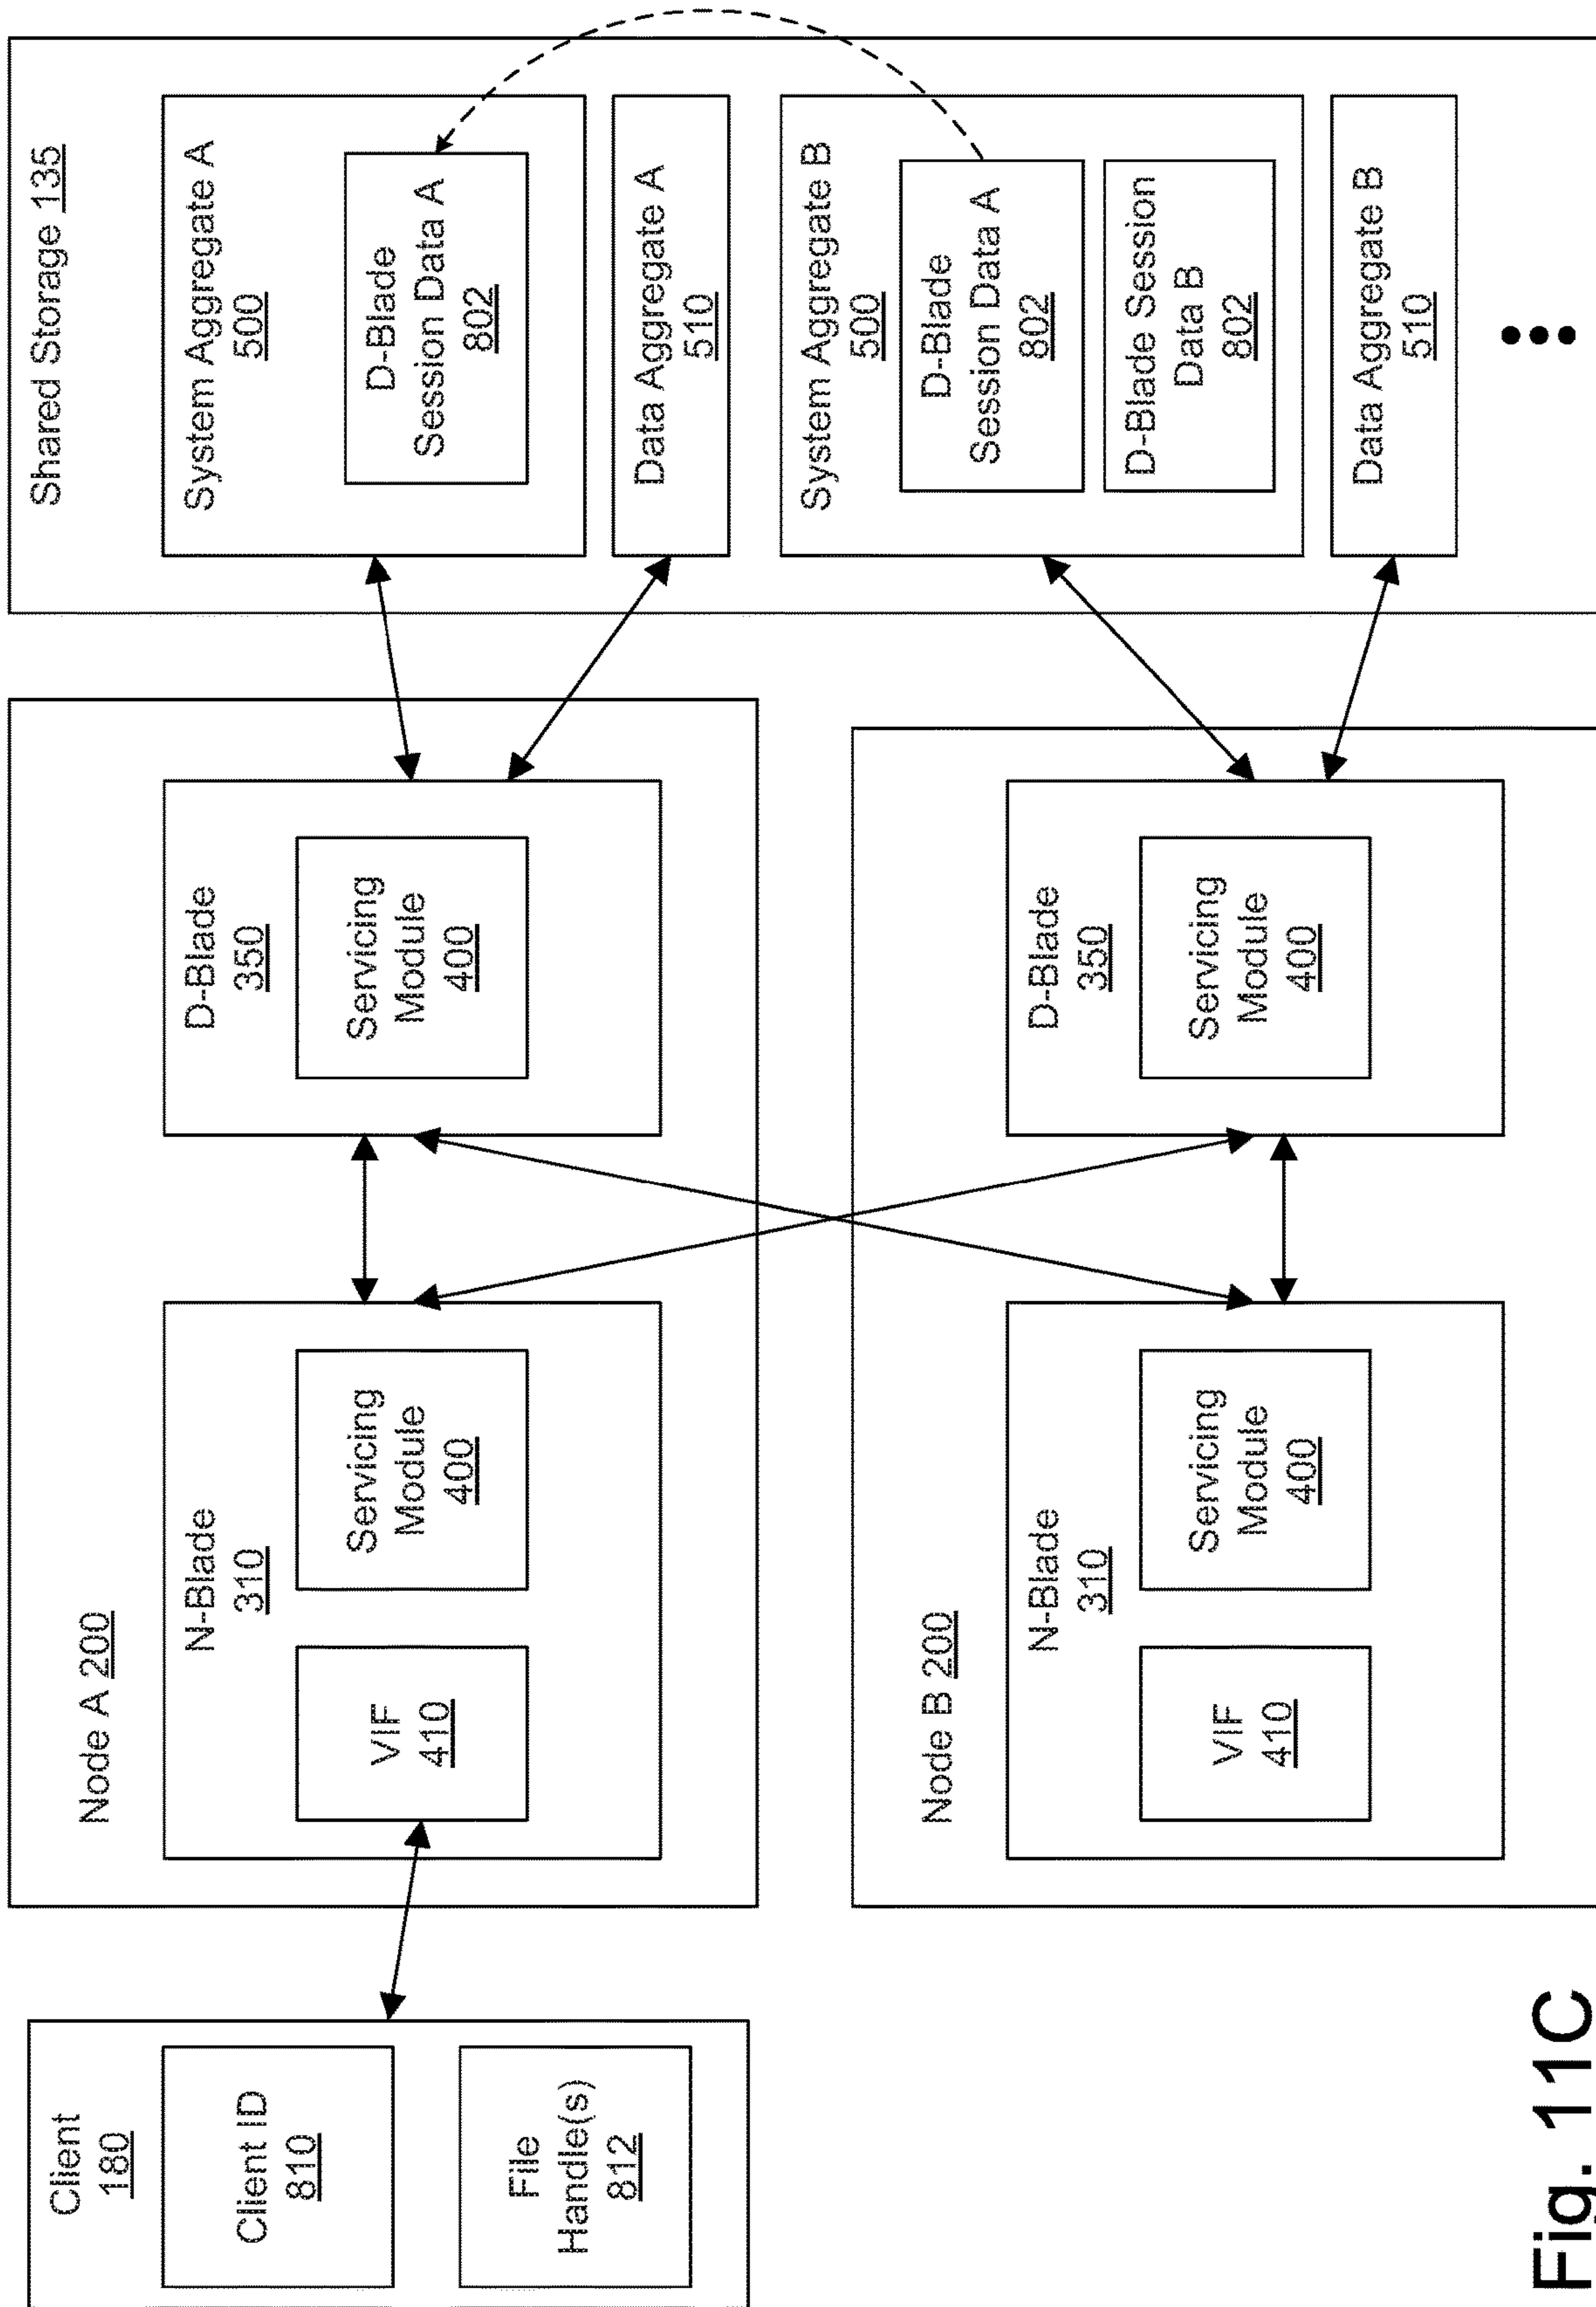 Client
180
Client ID
810
File
Handle(s)
812
Node A 200
N-Blade
310
VIF
410
Servicing
Module
400
D-Blade
350
Servicing
Module
400
Node B 200
N-Blade
310
VIF
410
Servicing
Module
400
D-Blade
350
Servicing
Module
400
Shared Storage 135
System Aggregate A
500
D-Blade
Session Data A
802
Data Aggregate A
510
System Aggregate B
500
D-Blade
Session Data A
802
D-Blade Session
Data B
802
Data Aggregate B
510
Fig. 11C